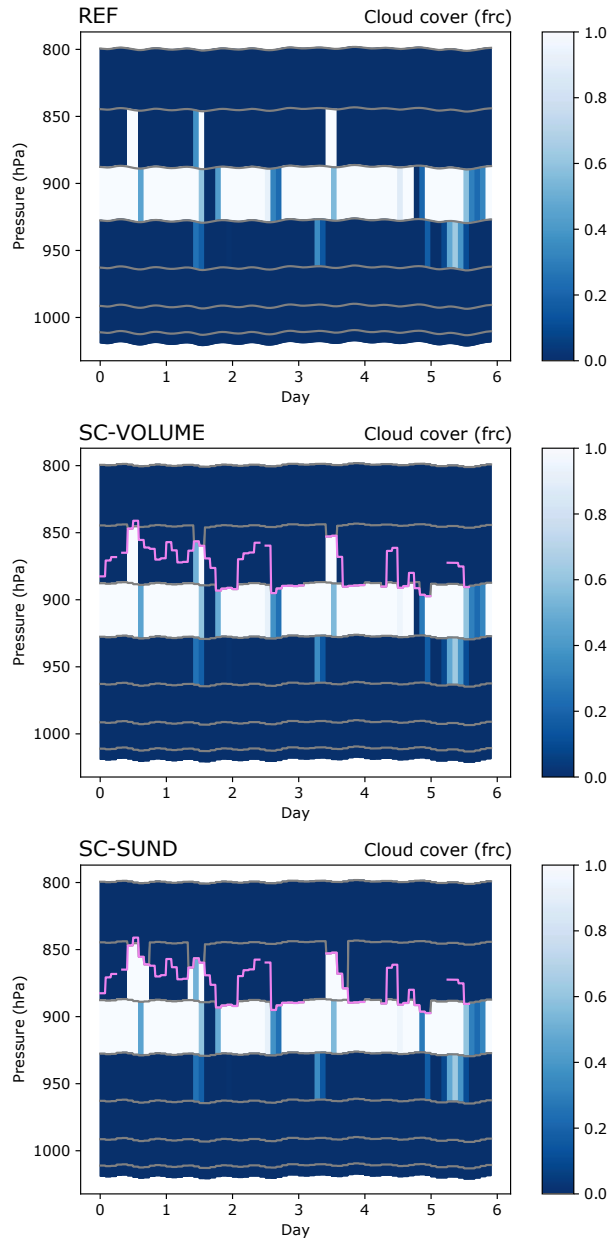 REF Cloud cover (frc)
800
850
900
950
1000
Pressure (hPa)
0 1 2 3 4 5 6
Day
1.0
0.8
0.6
0.4
0.2
0.0
SC-VOLUME Cloud cover (frc)
800
850
900
950
1000
Pressure (hPa)
0 1 2 3 4 5 6
Day
1.0
0.8
0.6
0.4
0.2
0.0
SC-SUND Cloud cover (frc)
800
850
900
950
1000
Pressure (hPa)
0 1 2 3 4 5 6
Day
1.0
0.8
0.6
0.4
0.2
0.0